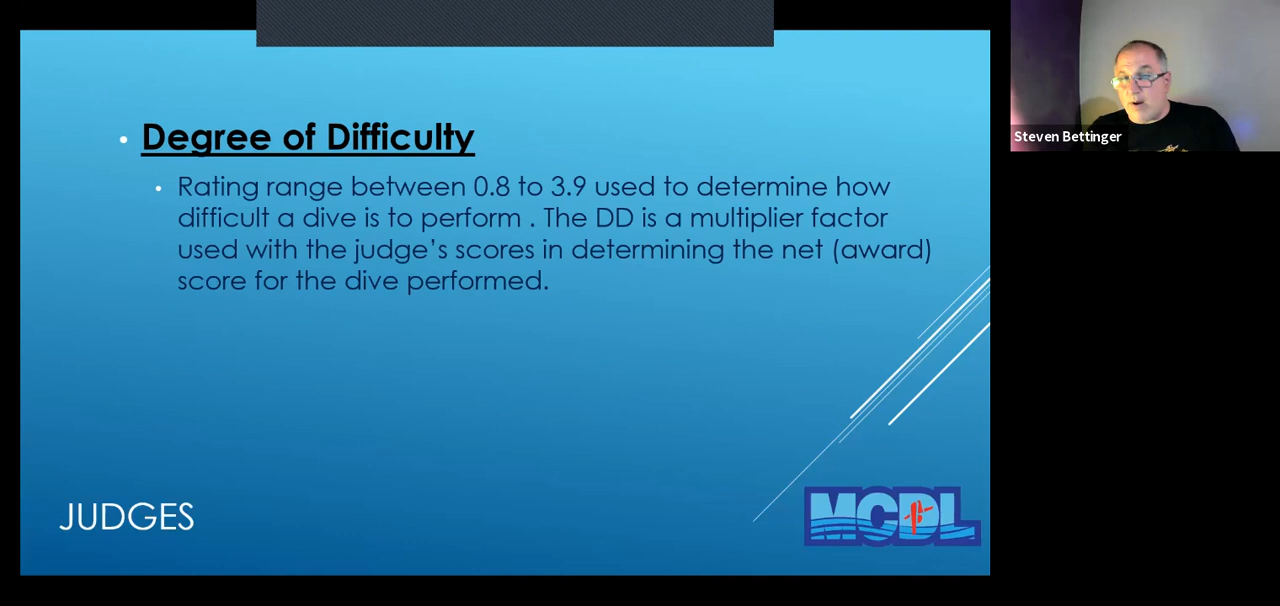 Degree of Difficulty
Rating range between 0.8 to 3.9 used to determine how
difficult a dive is to perform . The DD is a multiplier factor
used with the judge’s scores in determining the net (award)
score for the dive performed.
JUDGES
MCDL
Steven Bettinger